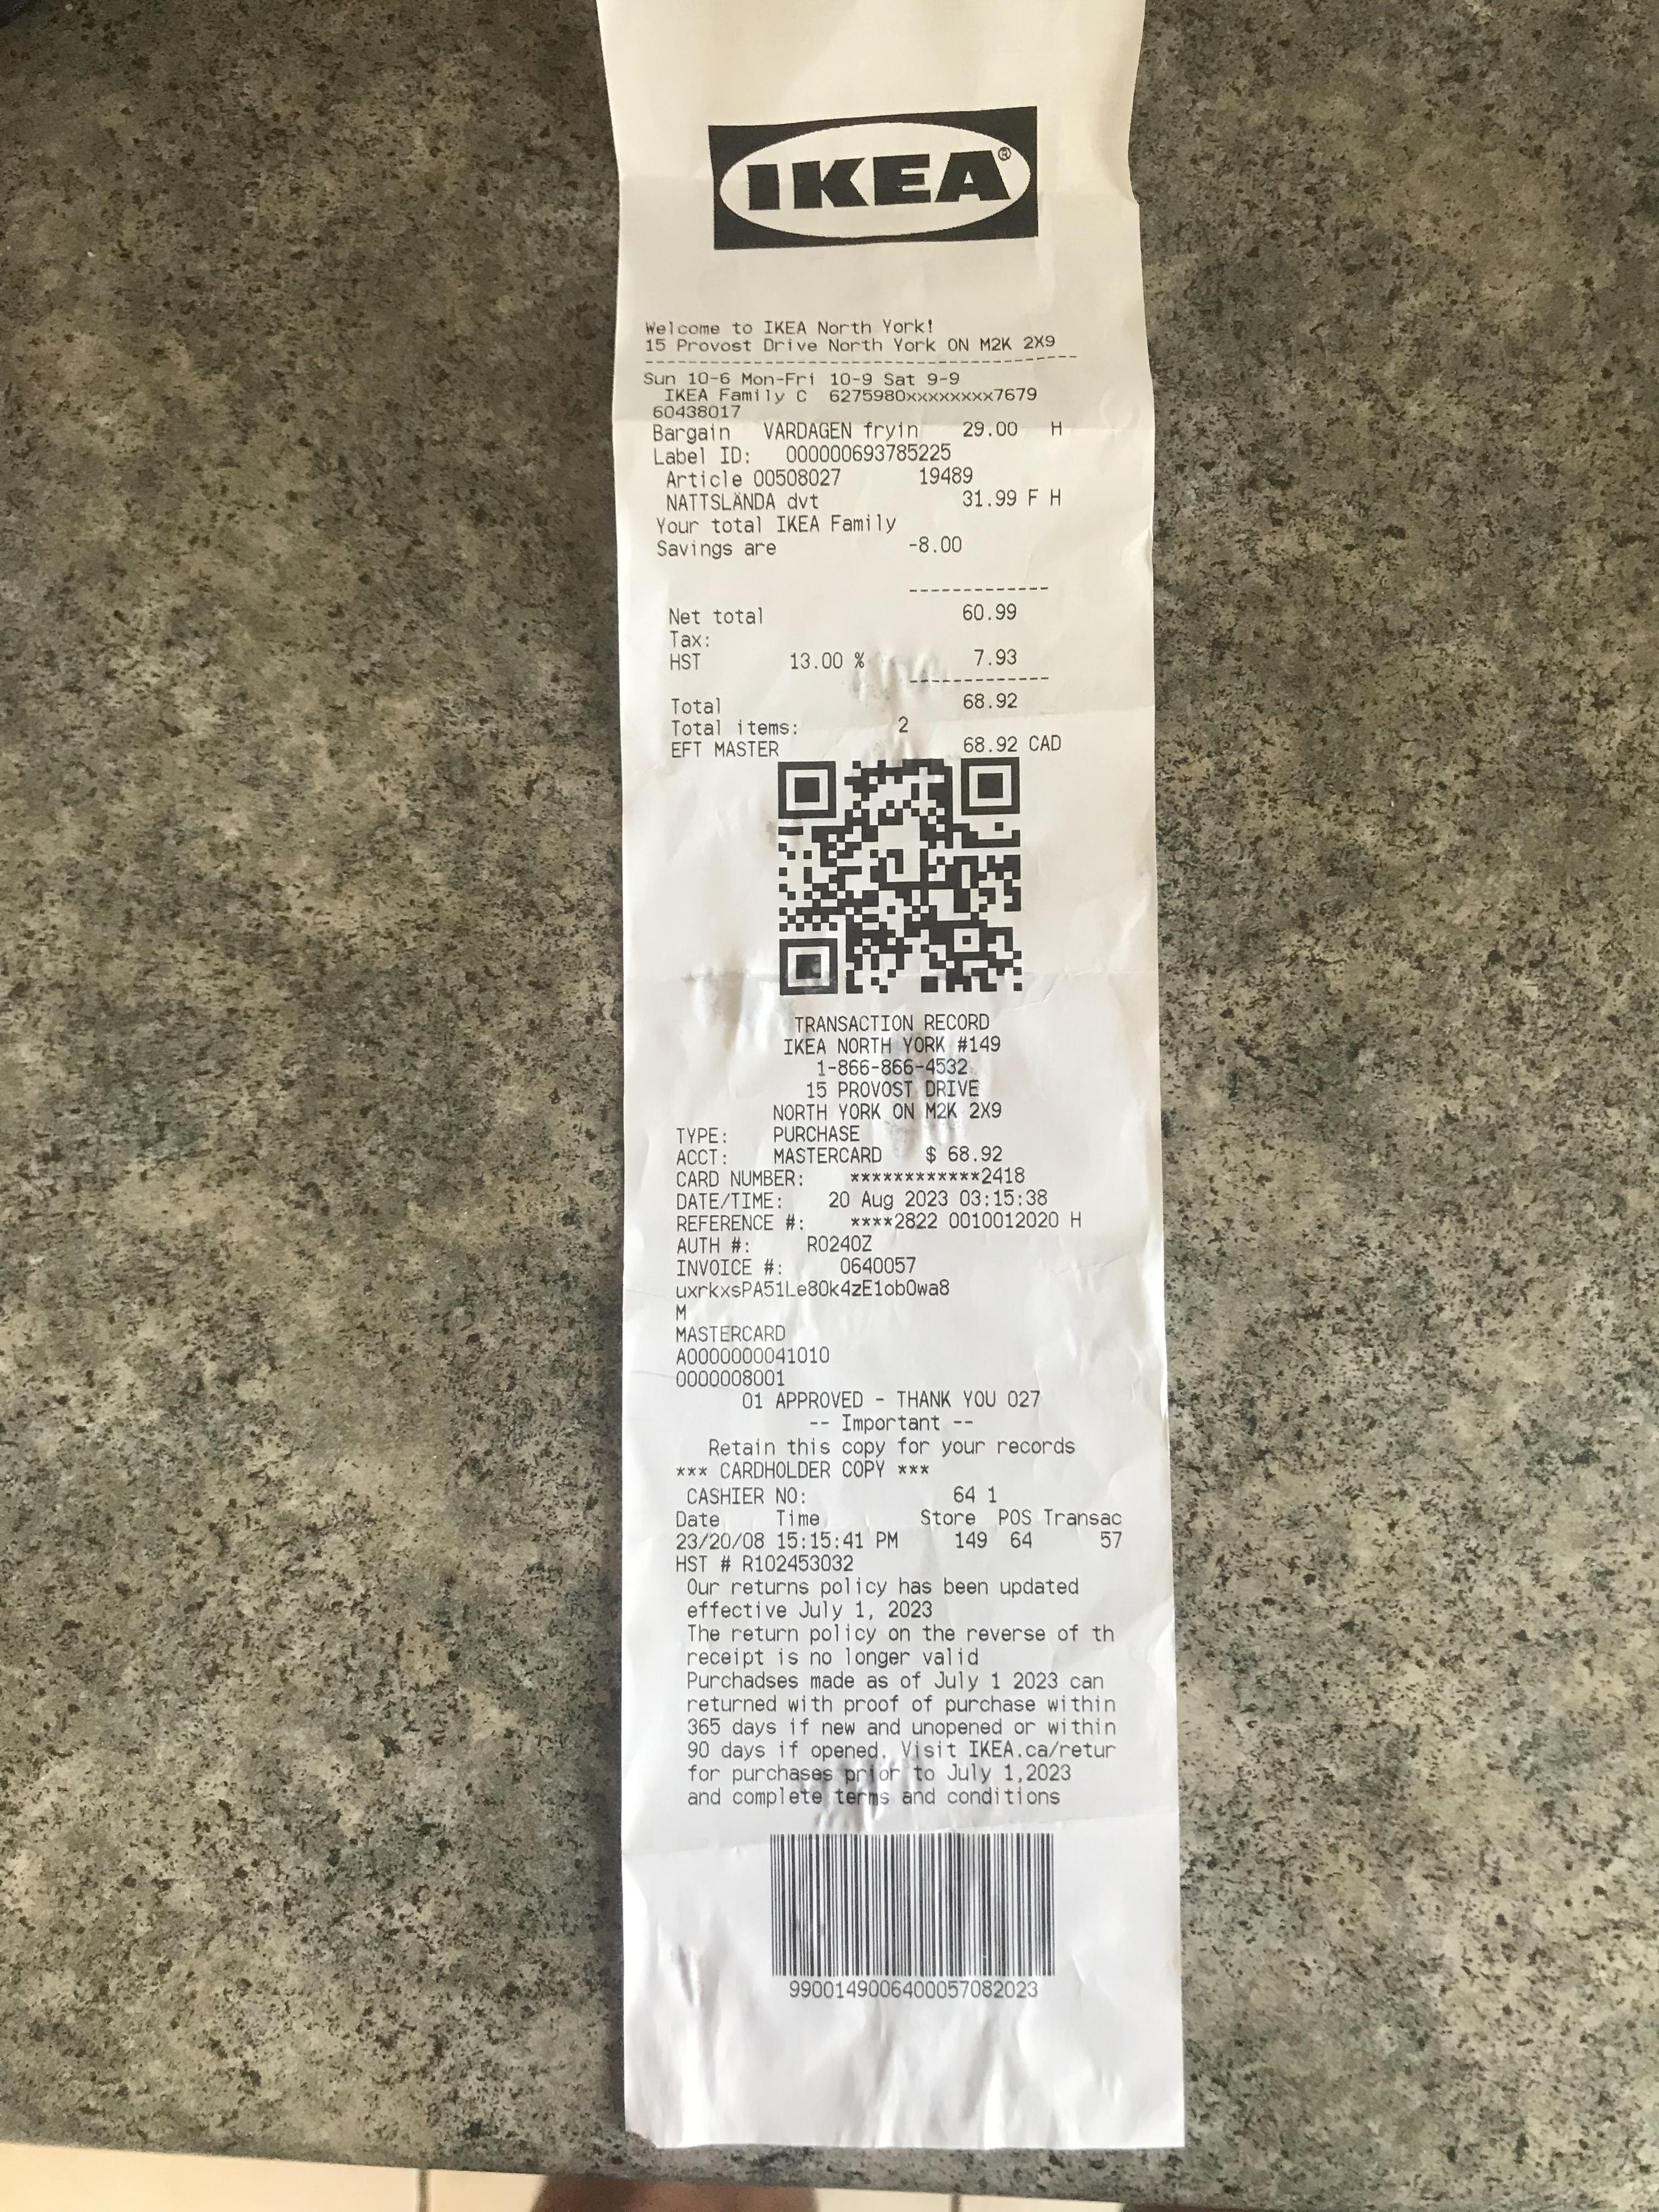 IKEA®
Welcome to IKEA North York!
15 Provost Drive North York ON M2K 2X9
----------------------------------------
Sun 10-6 Mon-Fri 10-9 Sat 9-9
IKEA Family C 6275980xxxxxxxx7679
60438017
Bargain VARDAGEN fryin 29.00 H
Label ID: 000000693785225
Article 00508027 19489
NATTSLÄNDA dvt 31.99 F H
Your total IKEA Family
Savings are -8.00
-------------
Net total 60.99
Tax:
HST 13.00 % 7.93
-------------
Total 68.92
Total items: 2
EFT MASTER 68.92 CAD
TRANSACTION RECORD
IKEA NORTH YORK #149
1-866-866-4532
15 PROVOST DRIVE
NORTH YORK ON M2K 2X9
TYPE: PURCHASE
ACCT: MASTERCARD $ 68.92
CARD NUMBER: ************2418
DATE/TIME: 20 Aug 2023 03:15:38
REFERENCE #: ****2822 0010012020 H
AUTH #: R0240Z
INVOICE #: 0640057
uxrkxsPA51Le80k4zE1ob0wa8
M
MASTERCARD
A0000000041010
0000008001
01 APPROVED - THANK YOU 027
-- Important --
Retain this copy for your records
*** CARDHOLDER COPY ***
CASHIER NO: 64 1
Date Time Store POS Transac
23/20/08 15:15:41 PM 149 64 57
HST # R102453032
Our returns policy has been updated
effective July 1, 2023
The return policy on the reverse of th
receipt is no longer valid
Purchadses made as of July 1 2023 can
returned with proof of purchase within
365 days if new and unopened or within
90 days if opened. Visit IKEA.ca/retur
for purchases prior to July 1,2023
and complete terms and conditions
9900149006400057082023